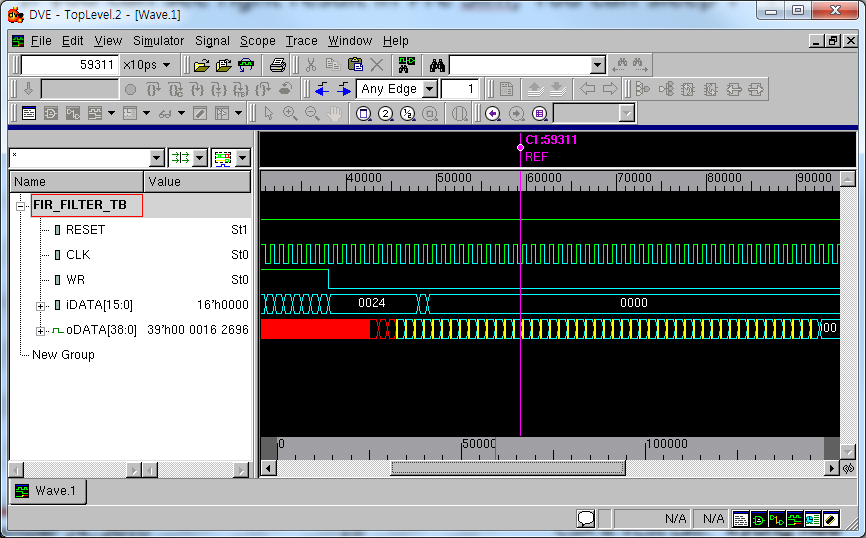 DVE - TopLevel.2 - [Wave.1]
File Edit View Simulator Signal Scope Trace Window Help
59311 x10ps
Any Edge 1
*
C1:59311
REF
Name Value
40000 50000 60000 70000 80000 90000
FIR_FILTER_TB
RESET St1
CLK St0
WR St0
iDATA[15:0] 16'h0000 0024 0000
oDATA[38:0] 39'h00 0016 2696
New Group
0 50000 100000
Wave.1
N/A N/A